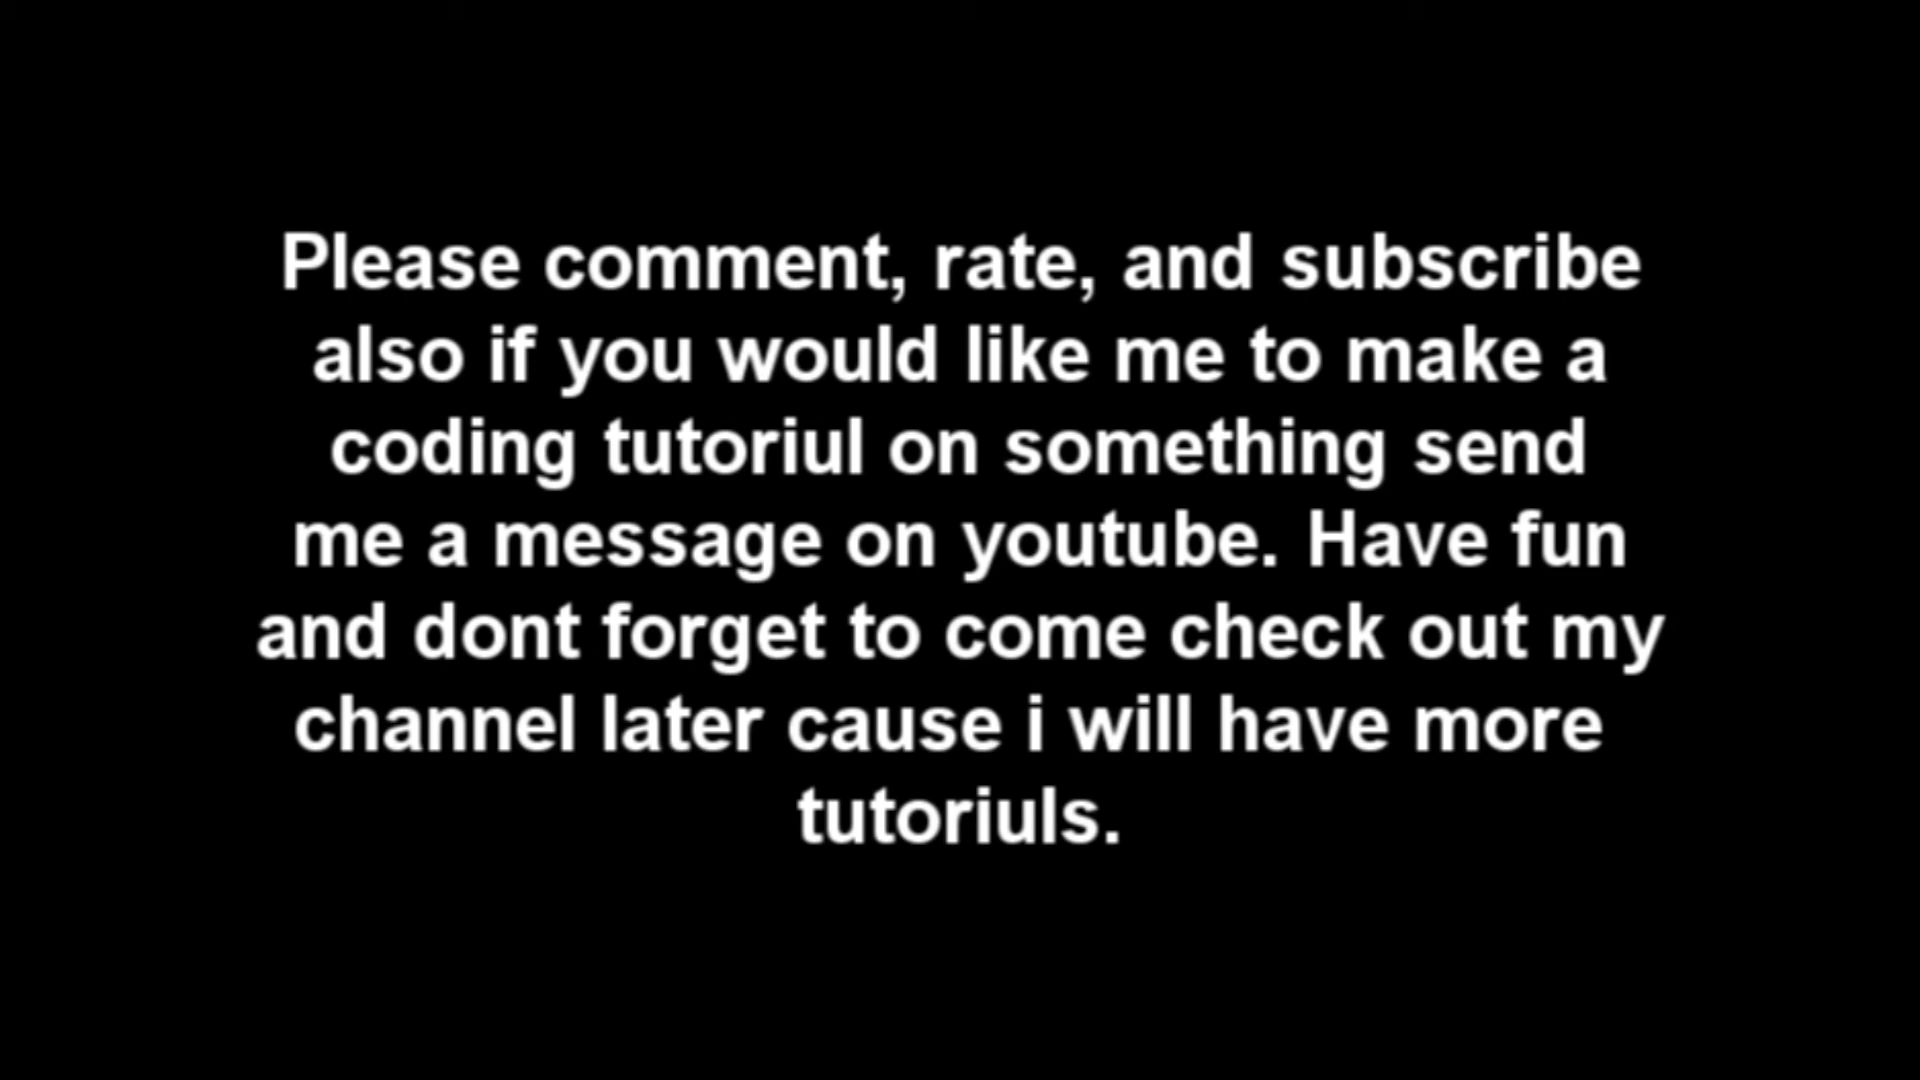 Please comment, rate, and subscribe
also if you would like me to make a
coding tutoriul on something send
me a message on youtube. Have fun
and dont forget to come check out my
channel later cause i will have more
tutoriuls.